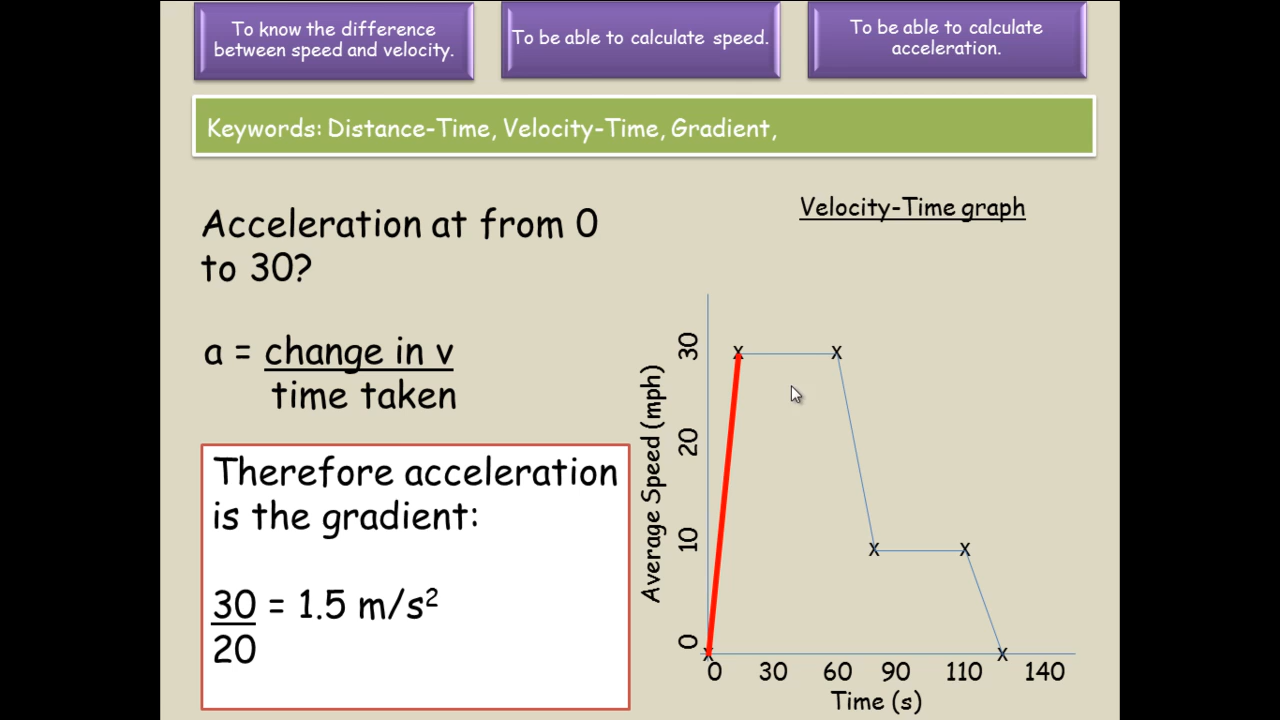 To know the difference
between speed and velocity.
To be able to calculate speed.
To be able to calculate
acceleration.
Keywords: Distance-Time, Velocity-Time, Gradient,
Acceleration at from 0
to 30?
a = change in v
time taken
Therefore acceleration
is the gradient:
30 = 1.5 m/s²
20
Velocity-Time graph
Average Speed (mph)
30
20
10
0
X X
X X
X X
0 30 60 90 110 140
Time (s)